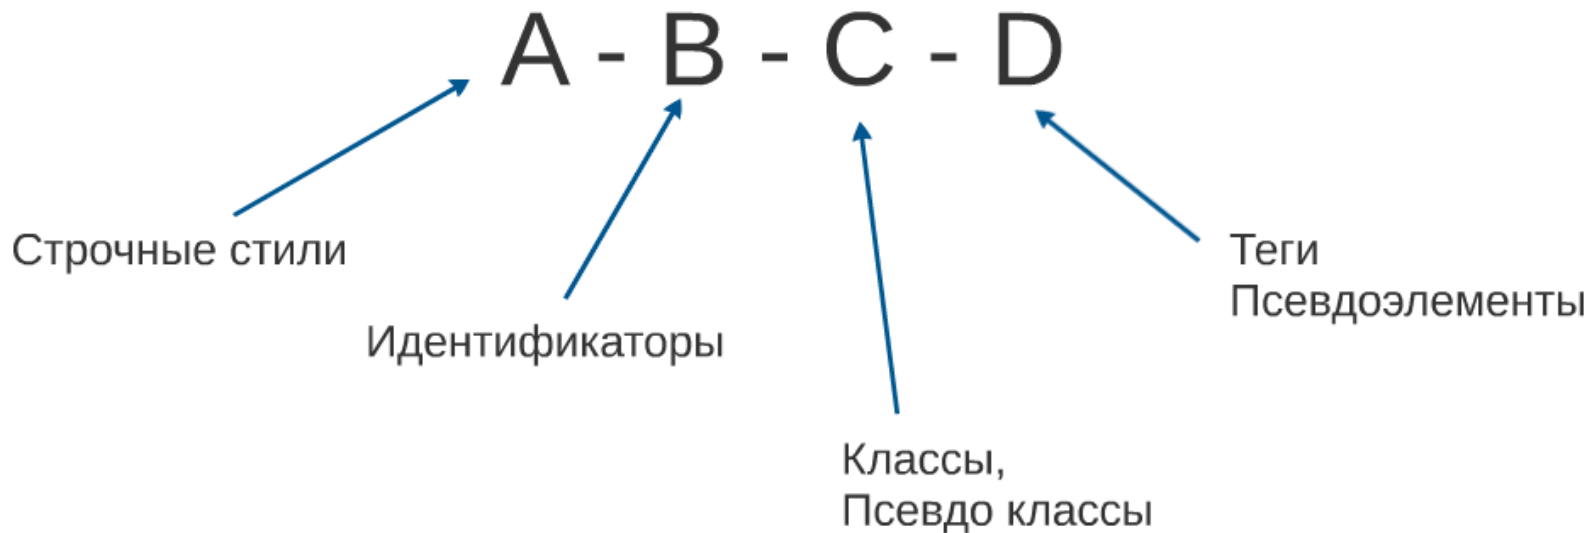 A - B - C - D
Строчные стили
Идентификаторы
Классы,
Псевдо классы
Теги
Псевдоэлементы